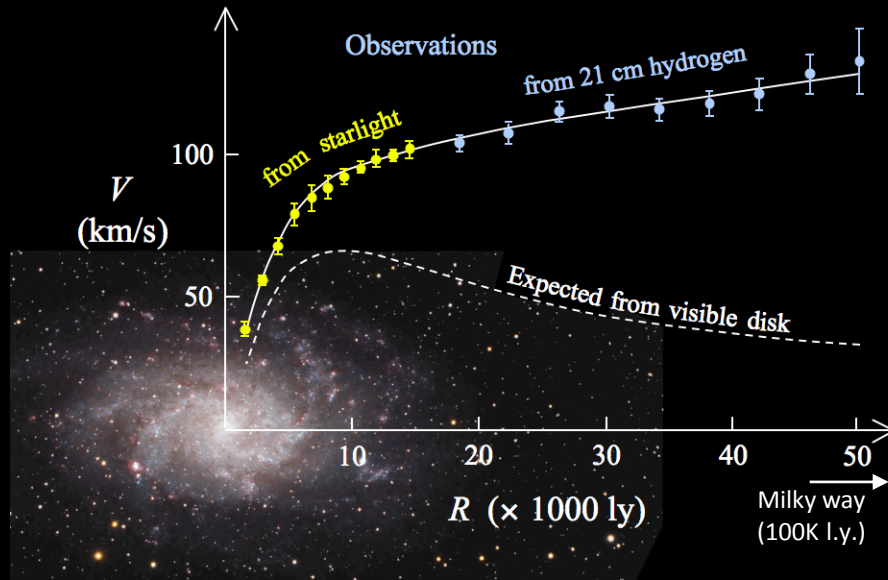 Observations
from 21 cm hydrogen
from starlight
100
V
(km/s)
50
Expected from visible disk
10 20 30 40 50
R (× 1000 ly)
Milky way
(100K l.y.)